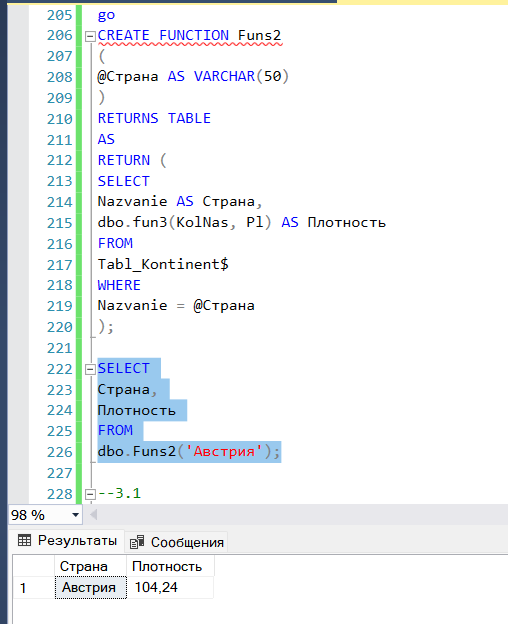 205 go
206 CREATE FUNCTION Funs2
207 (
208 @Страна AS VARCHAR(50)
209 )
210 RETURNS TABLE
211 AS
212 RETURN (
213 SELECT
214 Nazvanie AS Страна,
215 dbo.fun3(KolNas, Pl) AS Плотность
216 FROM
217 Tabl_Kontinent$
218 WHERE
219 Nazvanie = @Страна
220 );
221
222 SELECT
223 Страна,
224 Плотность
225 FROM
226 dbo.Funs2('Австрия');
227
228 --3.1
98 %
Результаты Сообщения
Страна Плотность
1 Австрия 104,24